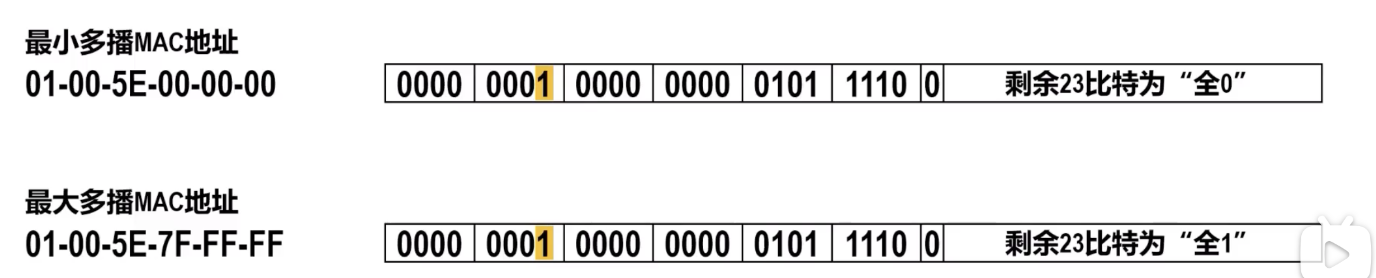 最小多播MAC地址
01-00-5E-00-00-00
0000 0001 0000 0000 0101 1110 0 剩余23比特为“全0”
最大多播MAC地址
01-00-5E-7F-FF-FF
0000 0001 0000 0000 0101 1110 0 剩余23比特为“全1”